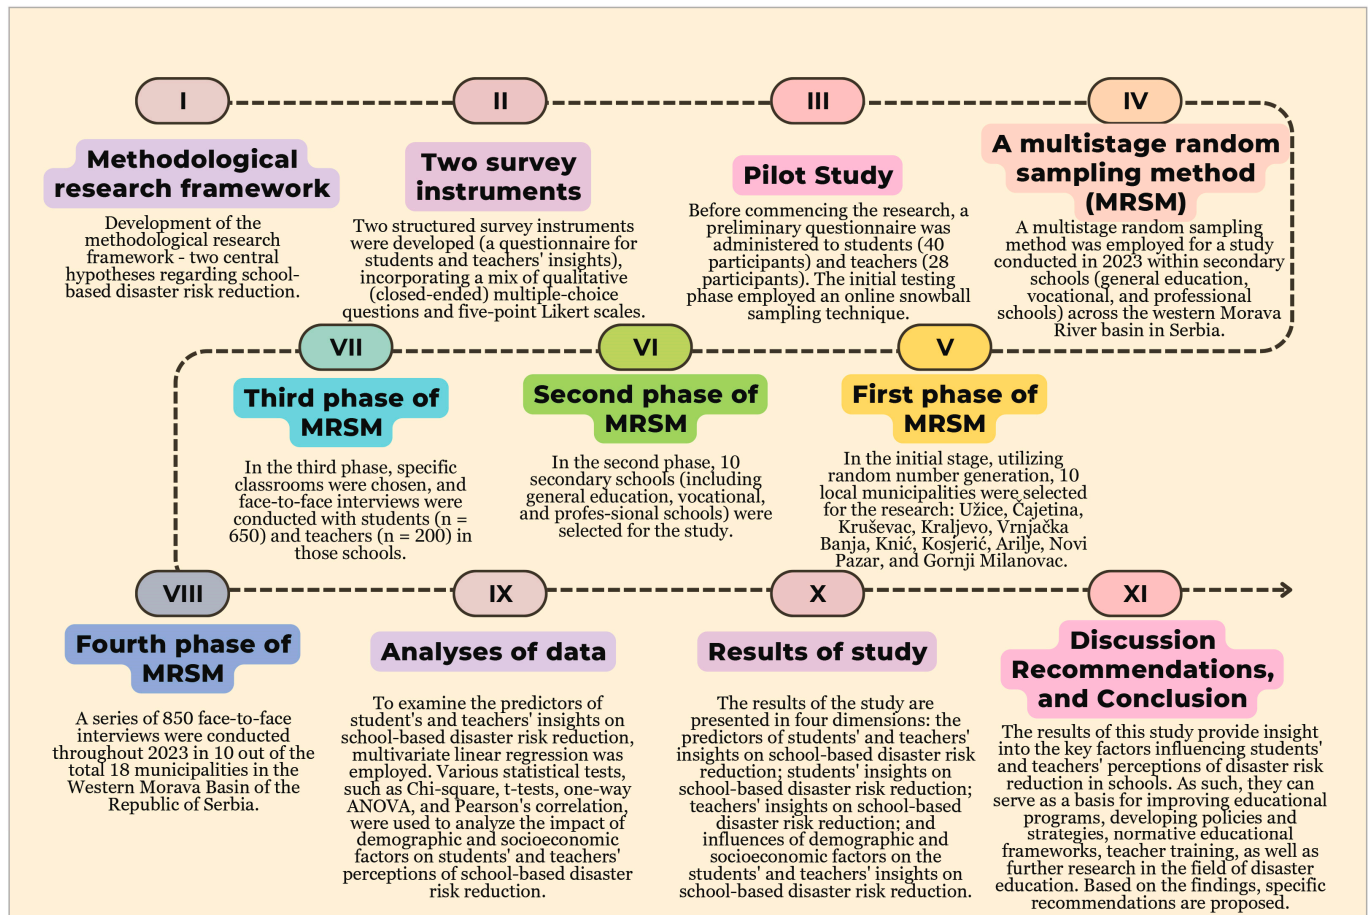 I
Methodological
research framework
Development of the
methodological research
framework - two central
hypotheses regarding school-
based disaster risk reduction.
II
Two survey
instruments
Two structured survey instruments
were developed (a questionnaire for
students and teachers' insights),
incorporating a mix of qualitative
(closed-ended) multiple-choice
questions and five-point Likert scales.
III
Pilot Study
Before commencing the research, a
preliminary questionnaire was
administered to students (40
participants) and teachers (28
participants). The initial testing
phase employed an online snowball
sampling technique.
IV
A multistage random
sampling method
(MRSM)
A multistage random sampling
method was employed for a study
conducted in 2023 within secondary
schools (general education,
vocational, and professional
schools) across the western Morava
River basin in Serbia.
V
First phase of
MRSM
In the initial stage, utilizing
random number generation, 10
local municipalities were selected
for the research: Užice, Čajetina,
Kruševac, Kraljevo, Vrnjačka
Banja, Knić, Kosjerić, Arilje, Novi
Pazar, and Gornji Milanovac.
VI
Second phase of
MRSM
In the second phase, 10
secondary schools (including
general education, vocational,
and profes-sional schools) were
selected for the study.
VII
Third phase of
MRSM
In the third phase, specific
classrooms were chosen, and
face-to-face interviews were
conducted with students (n =
650) and teachers (n = 200) in
those schools.
VIII
Fourth phase of
MRSM
A series of 850 face-to-face
interviews were conducted
throughout 2023 in 10 out of the
total 18 municipalities in the
Western Morava Basin of the
Republic of Serbia.
IX
Analyses of data
To examine the predictors of
student's and teachers' insights on
school-based disaster risk reduction,
multivariate linear regression was
employed. Various statistical tests,
such as Chi-square, t-tests, one-way
ANOVA, and Pearson's correlation,
were used to analyze the impact of
demographic and socioeconomic
factors on students' and teachers'
perceptions of school-based disaster
risk reduction.
X
Results of study
The results of the study are
presented in four dimensions: the
predictors of students' and teachers'
insights on school-based disaster risk
reduction; students' insights on
school-based disaster risk reduction;
teachers' insights on school-based
disaster risk reduction; and
influences of demographic and
socioeconomic factors on the
students' and teachers' insights on
school-based disaster risk reduction.
XI
Discussion
Recommendations,
and Conclusion
The results of this study provide insight
into the key factors influencing students'
and teachers' perceptions of disaster risk
reduction in schools. As such, they can
serve as a basis for improving educational
programs, developing policies and
strategies, normative educational
frameworks, teacher training, as well as
further research in the field of disaster
education. Based on the findings, specific
recommendations are proposed.